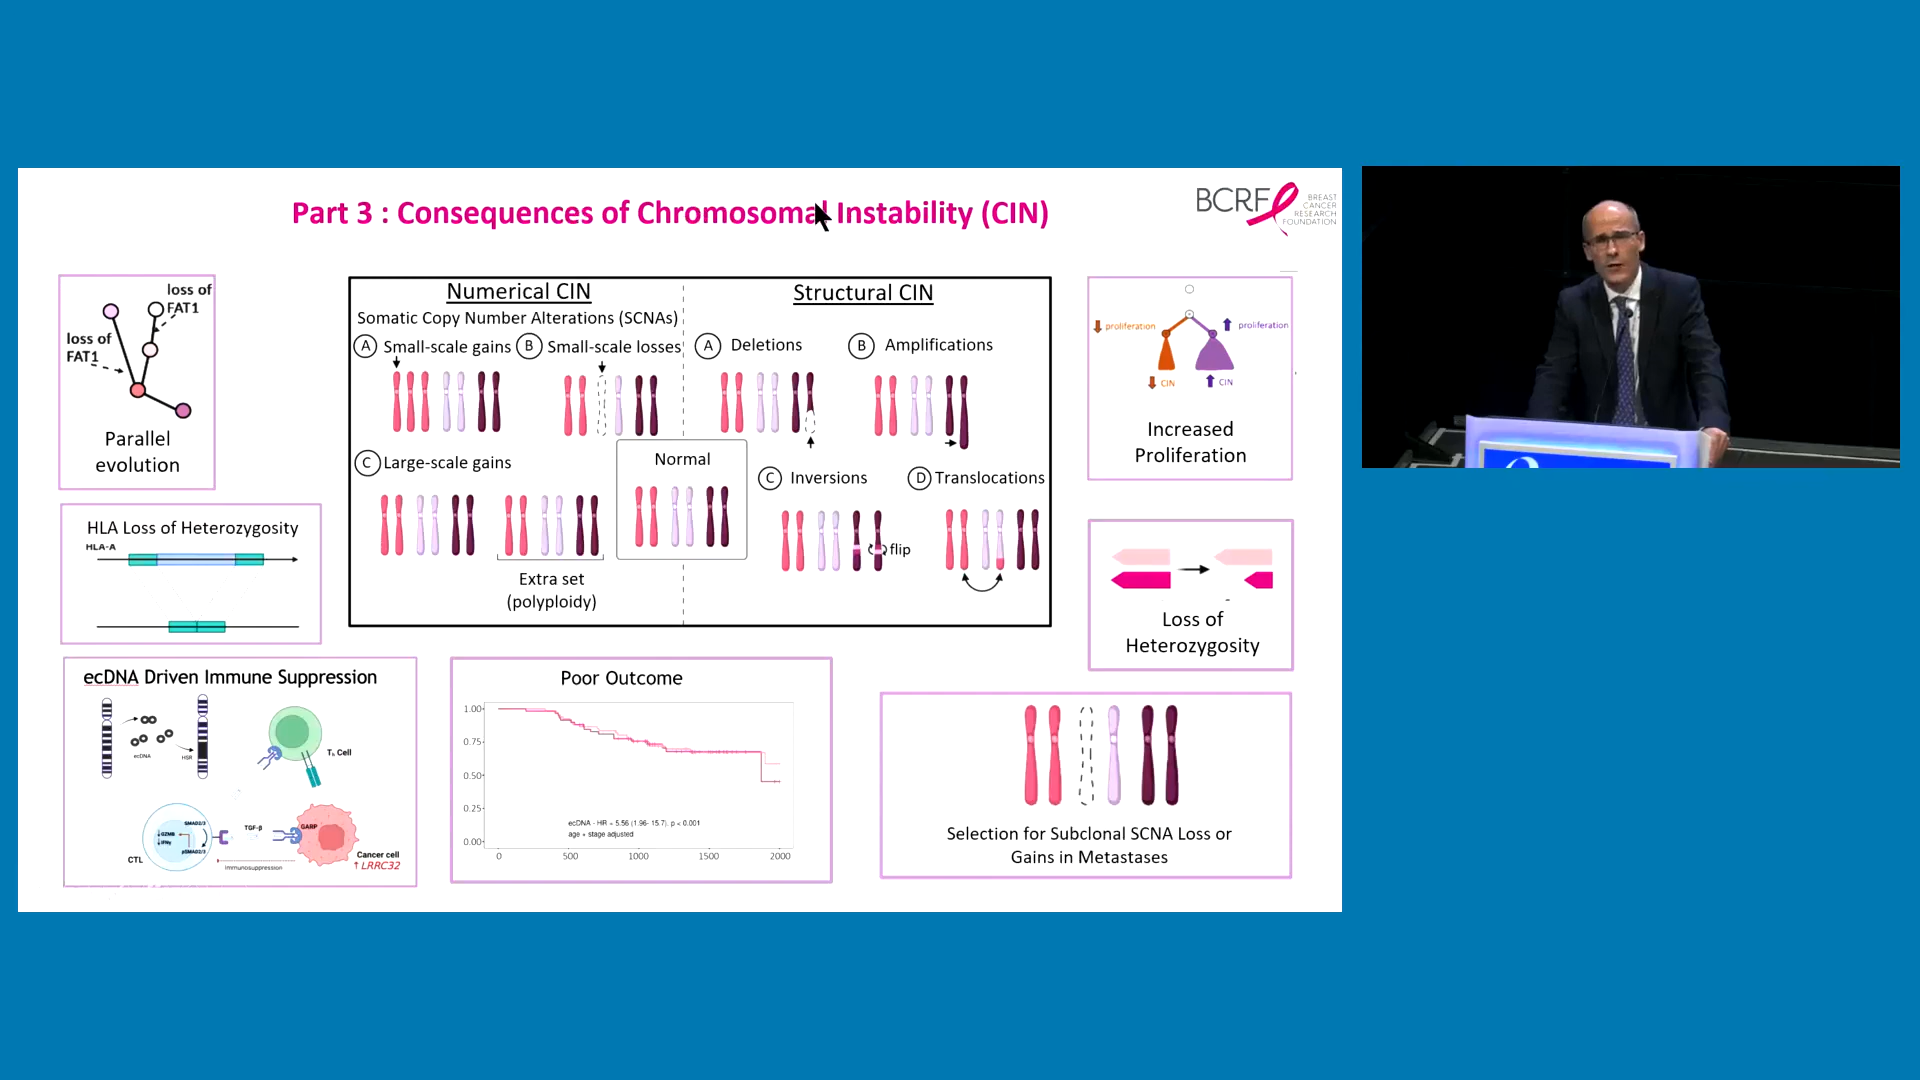 Part 3 : Consequences of Chromosomal Instability (CIN)
BCRF
BREAST
CANCER
RESEARCH
FOUNDATION
loss of
FAT1
loss of
FAT1
Parallel
evolution
HLA Loss of Heterozygosity
HLA-A
Numerical CIN
Somatic Copy Number Alterations (SCNAs)
A Small-scale gains
B Small-scale losses
C Large-scale gains
Extra set
(polyploidy)
Normal
Structural CIN
A Deletions
B Amplifications
C Inversions
flip
D Translocations
proliferation
proliferation
CIN
CIN
Increased
Proliferation
Loss of
Heterozygosity
ecDNA Driven Immune Suppression
ecDNA
HSR
Th Cell
SMAD2/3
GZMB
IFNγ
pSMAD2/3
CTL
TGF-β
GARP
Immunosuppression
Cancer cell
↑ LRRC32
Poor Outcome
1.00
0.75
0.50
0.25
0.00
ecDNA - HR = 5.56 (1.96- 15.7). p < 0.001
age + stage adjusted
0 500 1000 1500 2000
Selection for Subclonal SCNA Loss or
Gains in Metastases